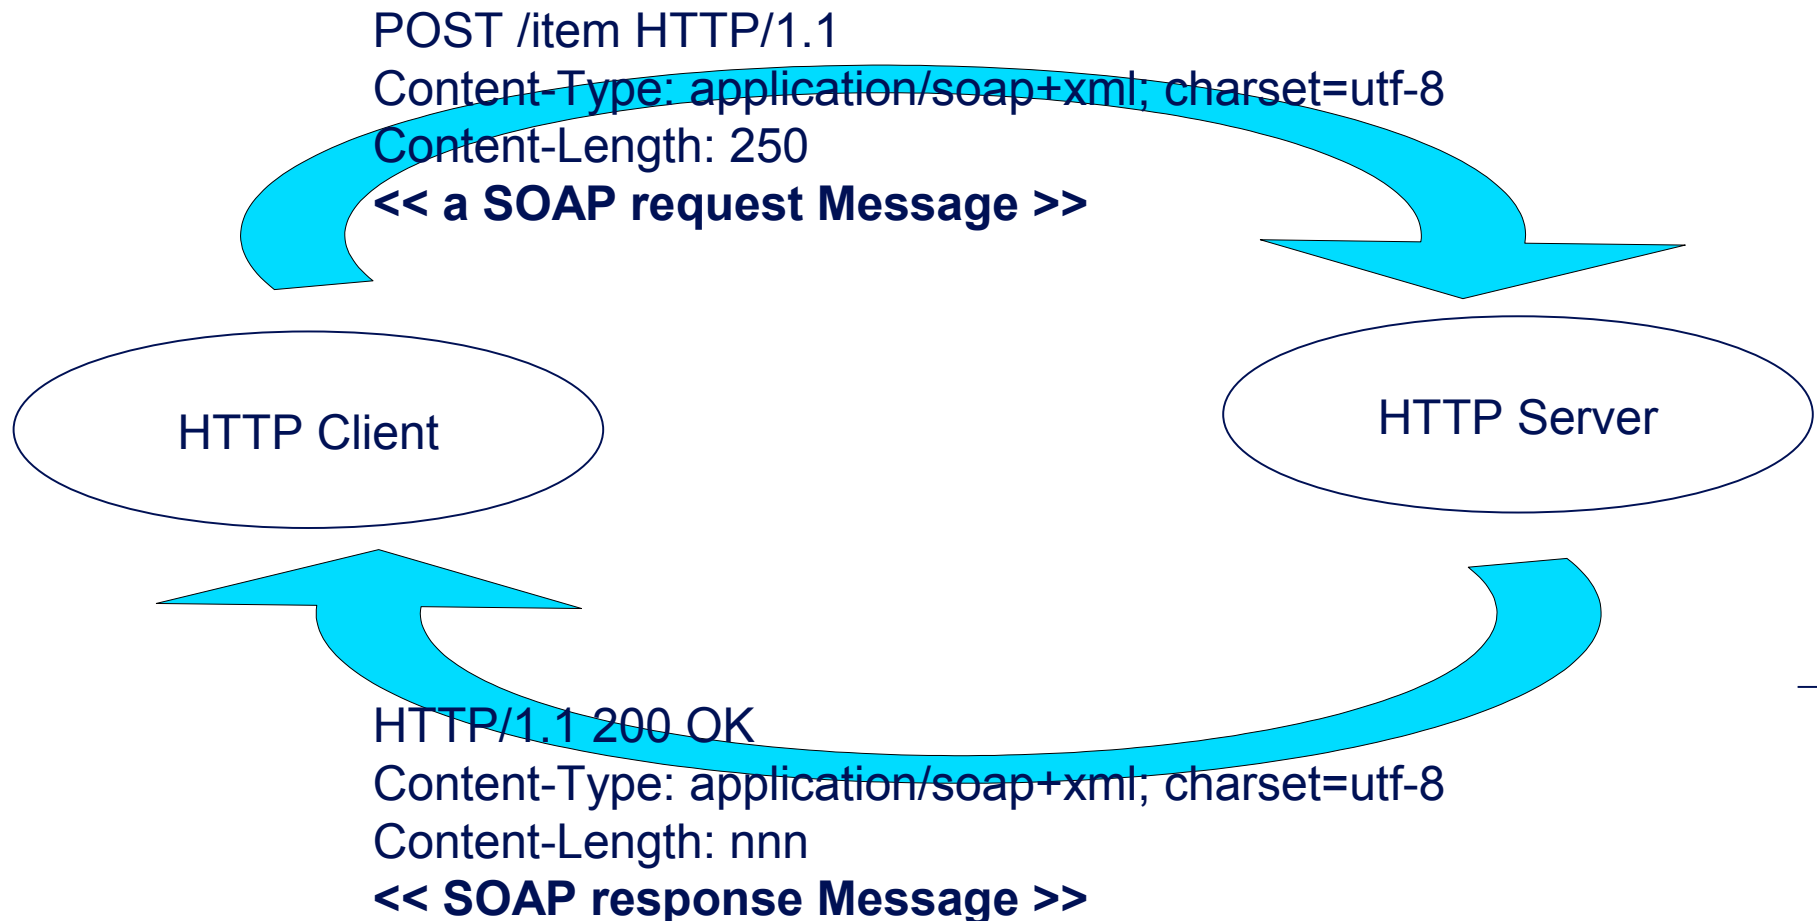 POST /item HTTP/1.1
Content-Type: application/soap+xml; charset=utf-8
Content-Length: 250
<< a SOAP request Message >>
HTTP Client
HTTP Server
HTTP/1.1 200 OK
Content-Type: application/soap+xml; charset=utf-8
Content-Length: nnn
<< SOAP response Message >>